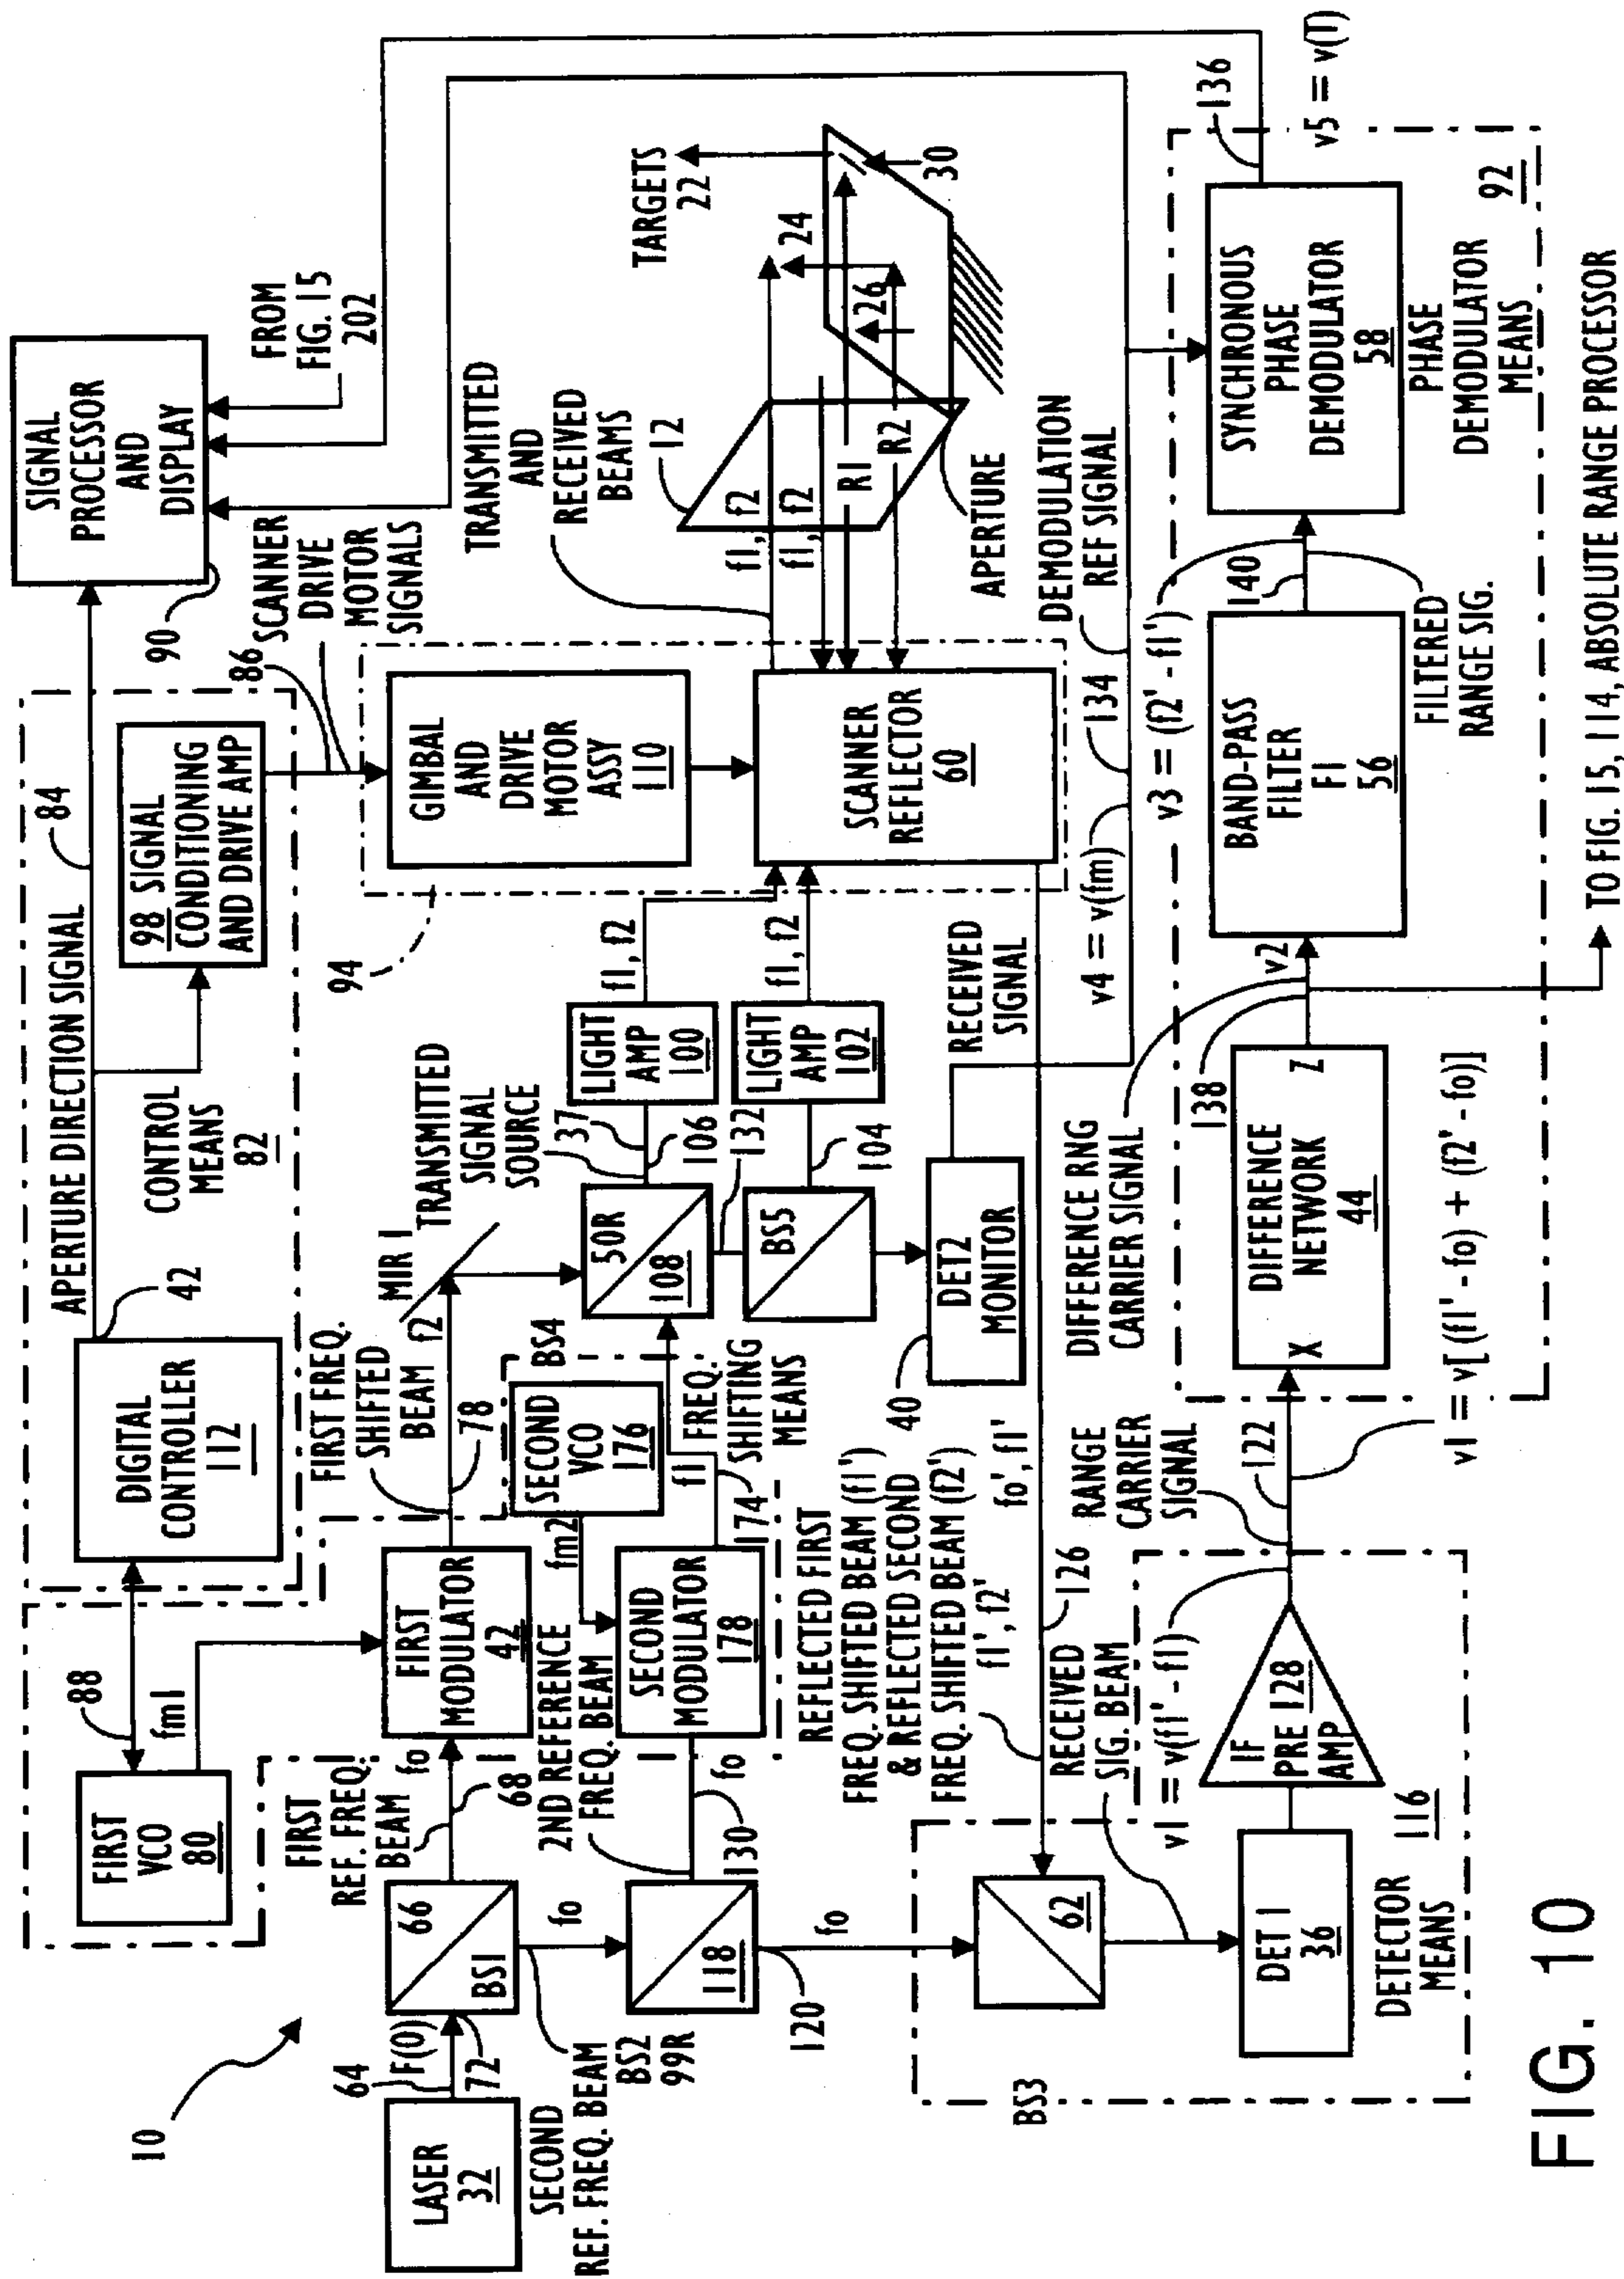 10
64
F(0)
LASER
32
72
SECOND
REF. FREQ. BEAM
66
BS1
BS2
99R
fo
118
120
fo
FIRST
VCO
80
88
fm1
FIRST
REF. FREQ.
BEAM
fo
68
2ND REFERENCE
FREQ. BEAM
130
fo
FIRST
MODULATOR
42
SECOND
MODULATOR
178
fm2
SECOND
VCO
176
174
f1
FREQ.
SHIFTING
MEANS
FIRST FREQ.
SHIFTED
BEAM
78
f2
MIR 1
BS4
50R
108
BS5
TRANSMITTED
SIGNAL
SOURCE
37
106
132
104
LIGHT
AMP
100
LIGHT
AMP
102
f1, f2
f1, f2
DET2
MONITOR
40
DIGITAL
CONTROLLER
112
42
APERTURE DIRECTION SIGNAL
84
CONTROL
MEANS
82
98 SIGNAL
CONDITIONING
AND DRIVE AMP
86
SCANNER
DRIVE
MOTOR
SIGNALS
90
SIGNAL
PROCESSOR
AND
DISPLAY
FROM
FIG. 15
202
94
GIMBAL
AND
DRIVE
MOTOR
ASSY
110
SCANNER
REFLECTOR
60
TRANSMITTED
AND
RECEIVED
BEAMS
12
f1, f2
f1, f2
R1
R2
APERTURE
24
26
30
TARGETS
22
RECEIVED
SIGNAL
v4 = v(fm)
134
DEMODULATION
REF SIGNAL
REFLECTED FIRST
FREQ. SHIFTED BEAM (f1')
& REFLECTED SECOND
FREQ. SHIFTED BEAM (f2')
f1', f2'
fo', f1'
126
RECEIVED
SIG. BEAM
BS3
62
DET 1
36
DETECTOR
MEANS
116
IF
PRE 128
AMP
v1 = v(f1' - f1)
RANGE
CARRIER
SIGNAL
122
v1 = v[(f1' - fo) + (f2' - fo)]
X
DIFFERENCE
NETWORK
44
Z
DIFFERENCE RNG
CARRIER SIGNAL
138
v2
BAND-PASS
FILTER
F1
56
v3 = (f2' - f1')
140
FILTERED
RANGE SIG.
SYNCHRONOUS
PHASE
DEMODULATOR
58
PHASE
DEMODULATOR
MEANS
92
136
v5 = v(T)
TO FIG. 15, 114, ABSOLUTE RANGE PROCESSOR
FIG. 10